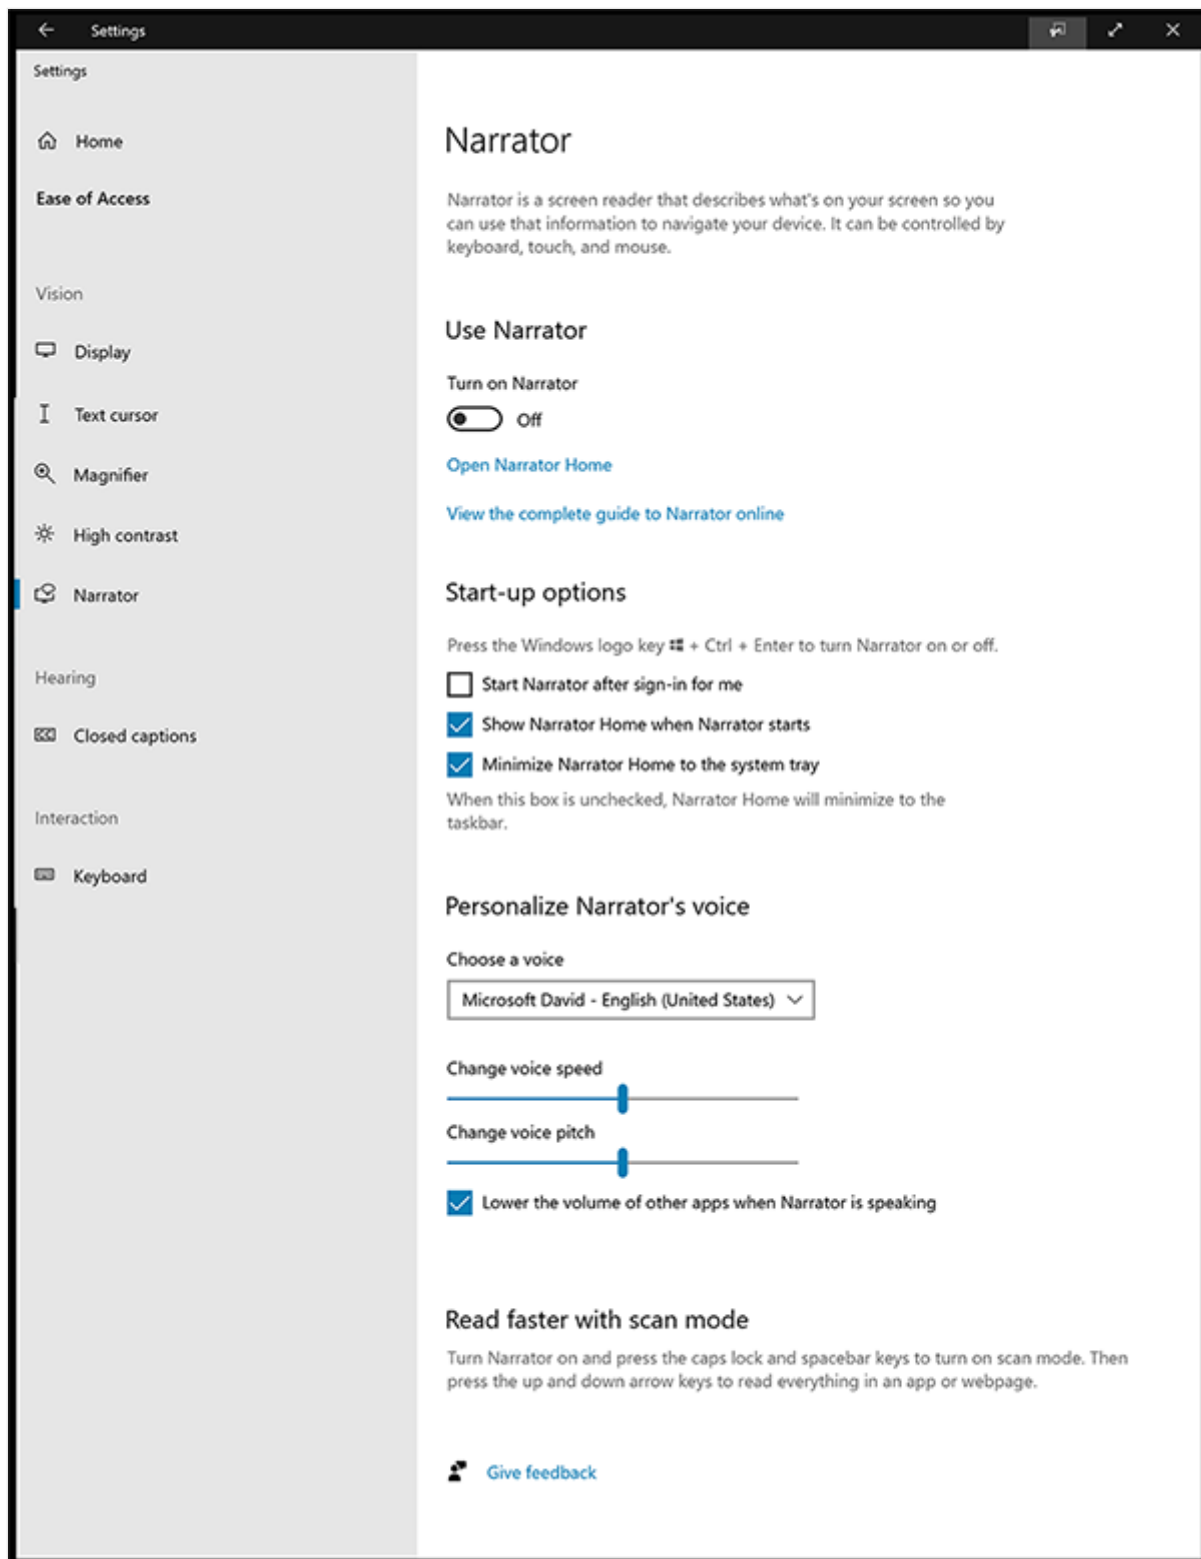 Settings
Settings
Home
Ease of Access
Vision
Display
Text cursor
Magnifier
High contrast
Narrator
Hearing
Closed captions
Interaction
Keyboard
Narrator
Narrator is a screen reader that describes what's on your screen so you
can use that information to navigate your device. It can be controlled by
keyboard, touch, and mouse.
Use Narrator
Turn on Narrator
Off
Open Narrator Home
View the complete guide to Narrator online
Start-up options
Press the Windows logo key + Ctrl + Enter to turn Narrator on or off.
Start Narrator after sign-in for me
Show Narrator Home when Narrator starts
Minimize Narrator Home to the system tray
When this box is unchecked, Narrator Home will minimize to the
taskbar.
Personalize Narrator's voice
Choose a voice
Microsoft David - English (United States)
Change voice speed
Change voice pitch
Lower the volume of other apps when Narrator is speaking
Read faster with scan mode
Turn Narrator on and press the caps lock and spacebar keys to turn on scan mode. Then
press the up and down arrow keys to read everything in an app or webpage.
Give feedback